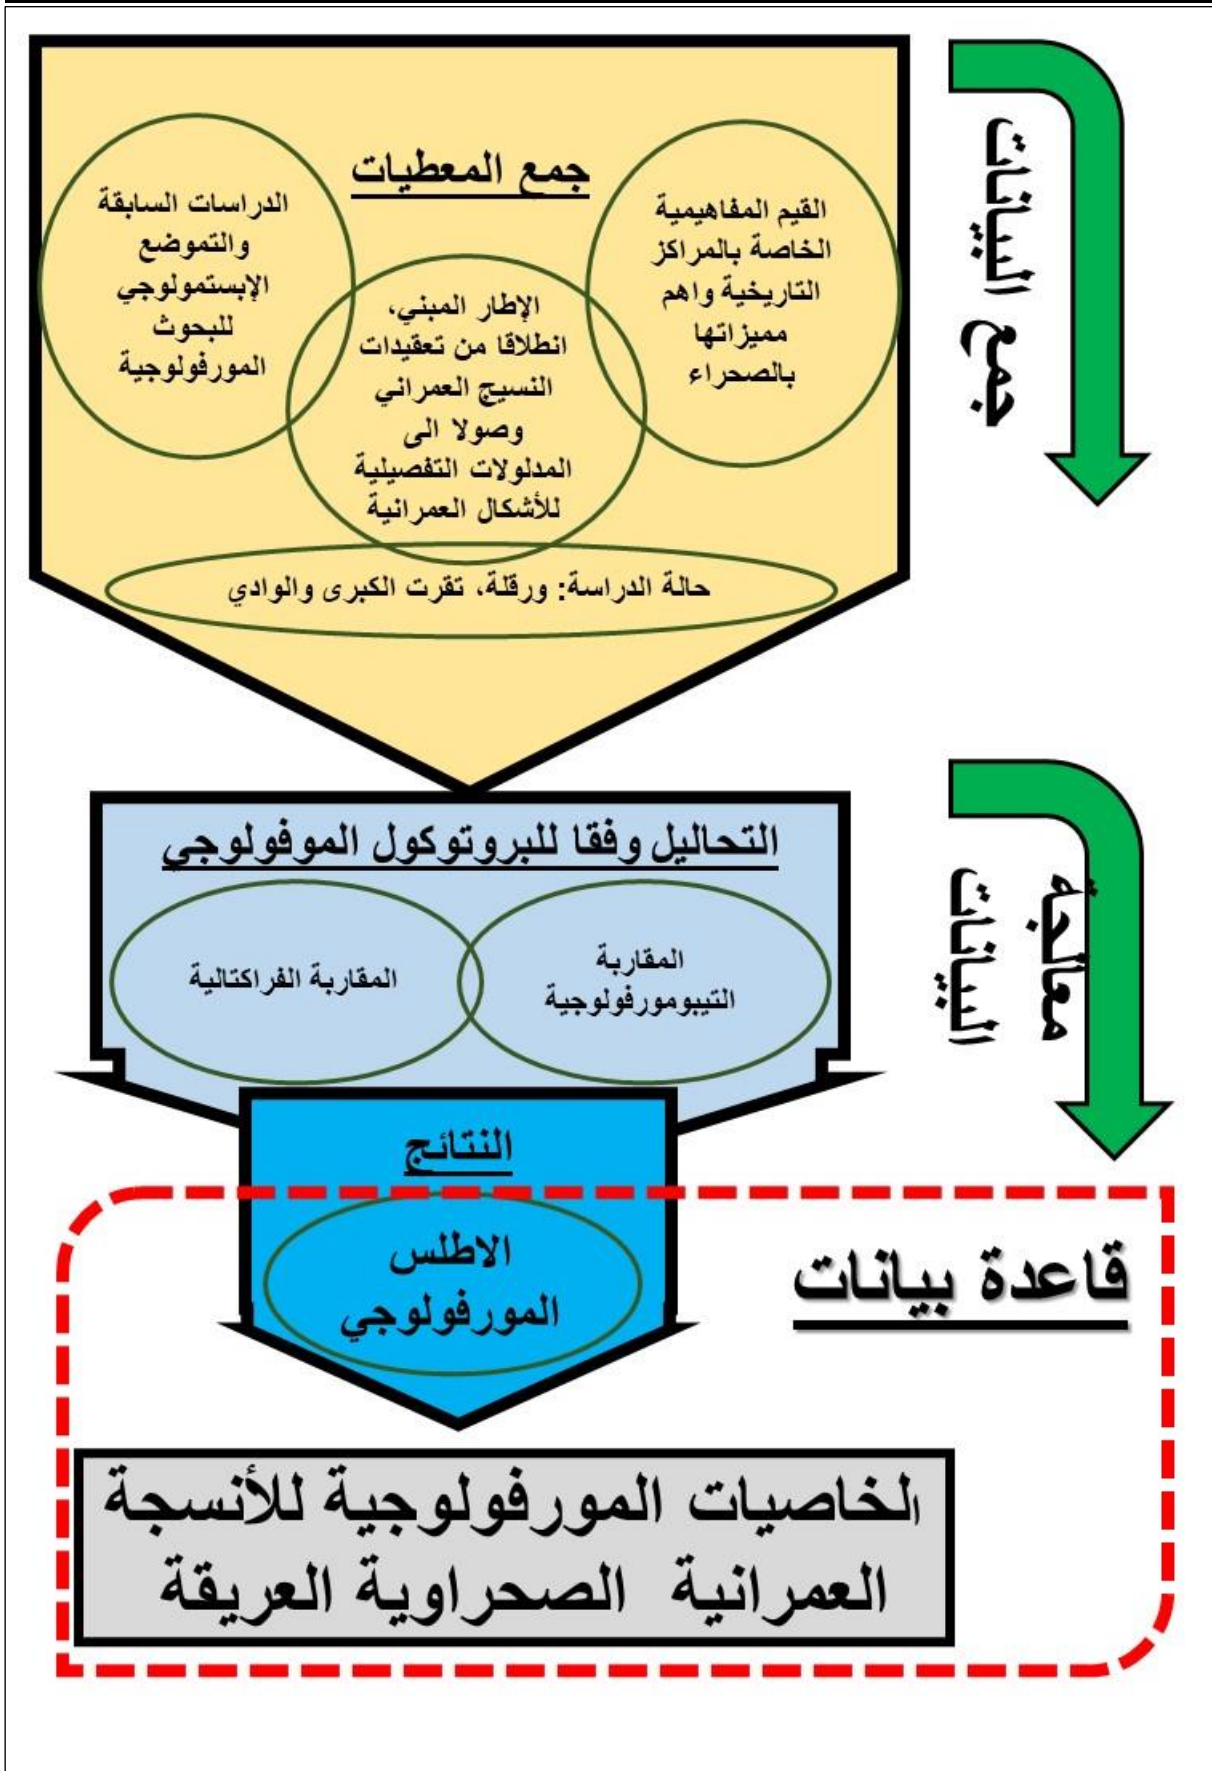 جمع المعطيات
القيم المفاهيمية
الخاصة بالمراكز
التاريخية واهم
مميزاتها
بالصحراء
الإطار المبني،
انطلاقا من تعقيدات
النسيج العمراني
وصولا الى
المدلولات التفصيلية
للأشكال العمرانية
الدراسات السابقة
والتموضع
الإبستمولوجي
للبحوث
المورفولوجية
حالة الدراسة: ورقلة، تقرت الكبرى والوادي
جمع البيانات
التحاليل وفقا للبروتوكول الموفولوجي
المقاربة
التيبومورفولوجية
المقاربة الفراكتالية
معالجة
البيانات
النتائج
الاطلس
المورفولوجي
قاعدة بيانات
الخاصيات المورفولوجية للأنسجة
العمرانية الصحراوية العريقة